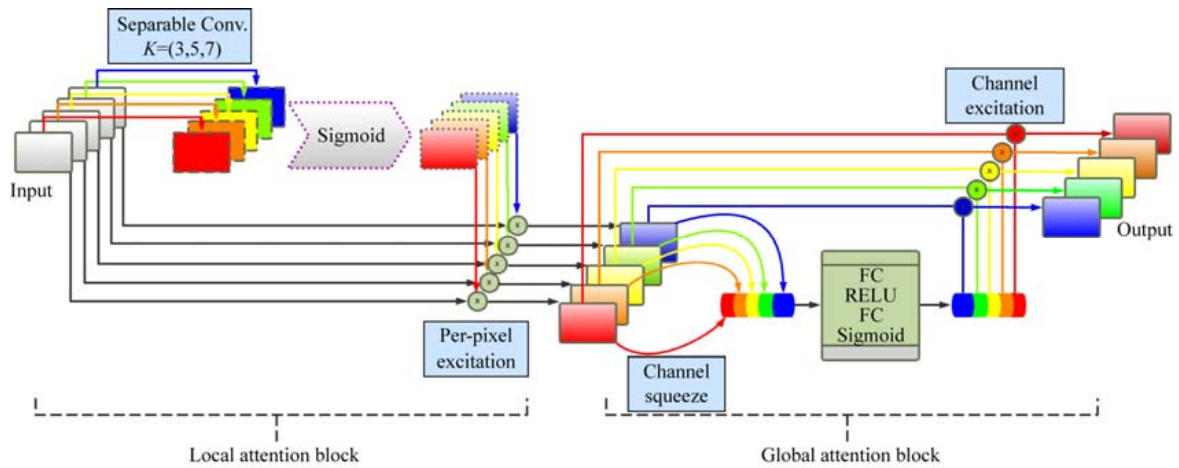 Separable Conv.
K=(3,5,7)
Sigmoid
Input
Per-pixel
excitation
Channel
squeeze
FC
RELU
FC
Sigmoid
Channel
excitation
Output
Local attention block
Global attention block